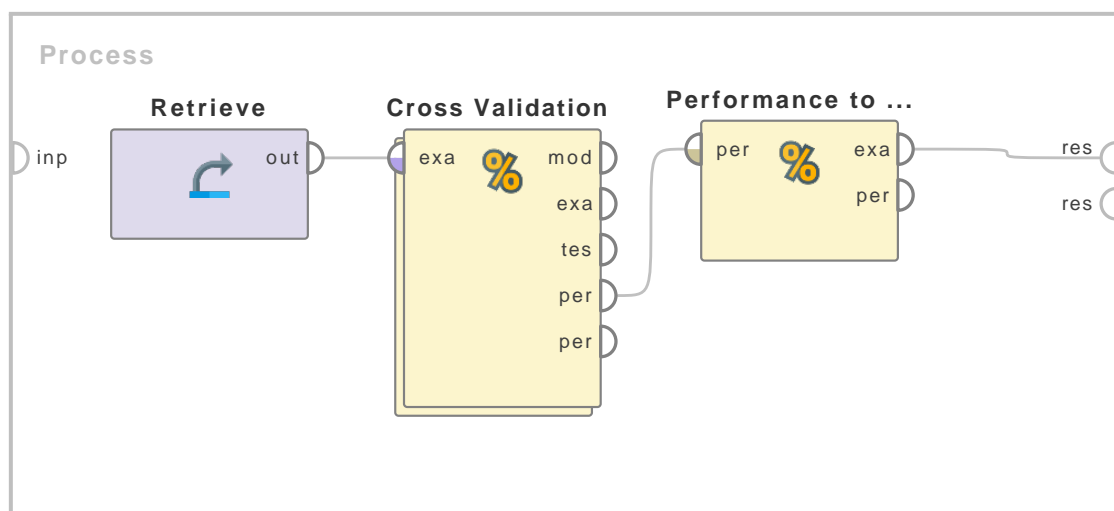 Process
Retrieve
Cross Validation
Performance to ...
inp
out
exa
mod
exa
tes
per
per
per
exa
per
res
res